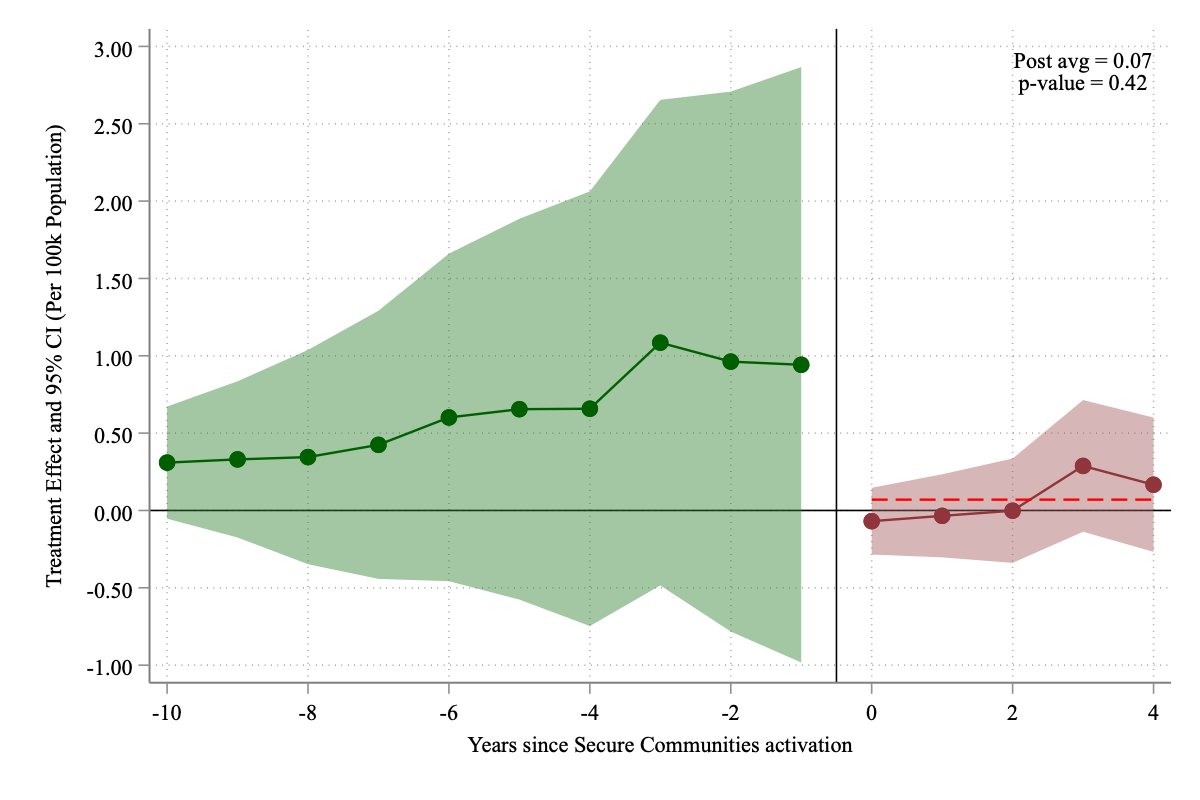 Post avg = 0.07
p-value = 0.42
Treatment Effect and 95% CI (Per 100k Population)
3.00
2.50
2.00
1.50
1.00
0.50
0.00
-0.50
-1.00
-10 -8 -6 -4 -2 0 2 4
Years since Secure Communities activation